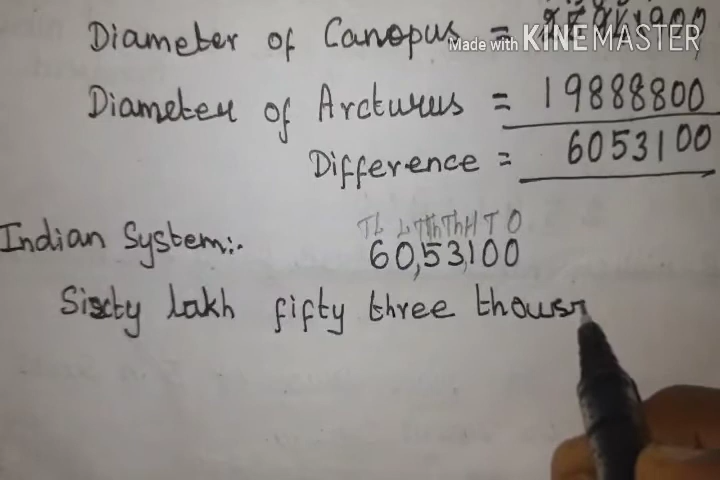 Diameter of Canopus =
Made with KINEMASTER
Diameter of Arcturus = 19888800
Difference = 6053100
TL L TTh Th H T O
Indian System:. 60,53,100
Sixty lakh fifty three thous